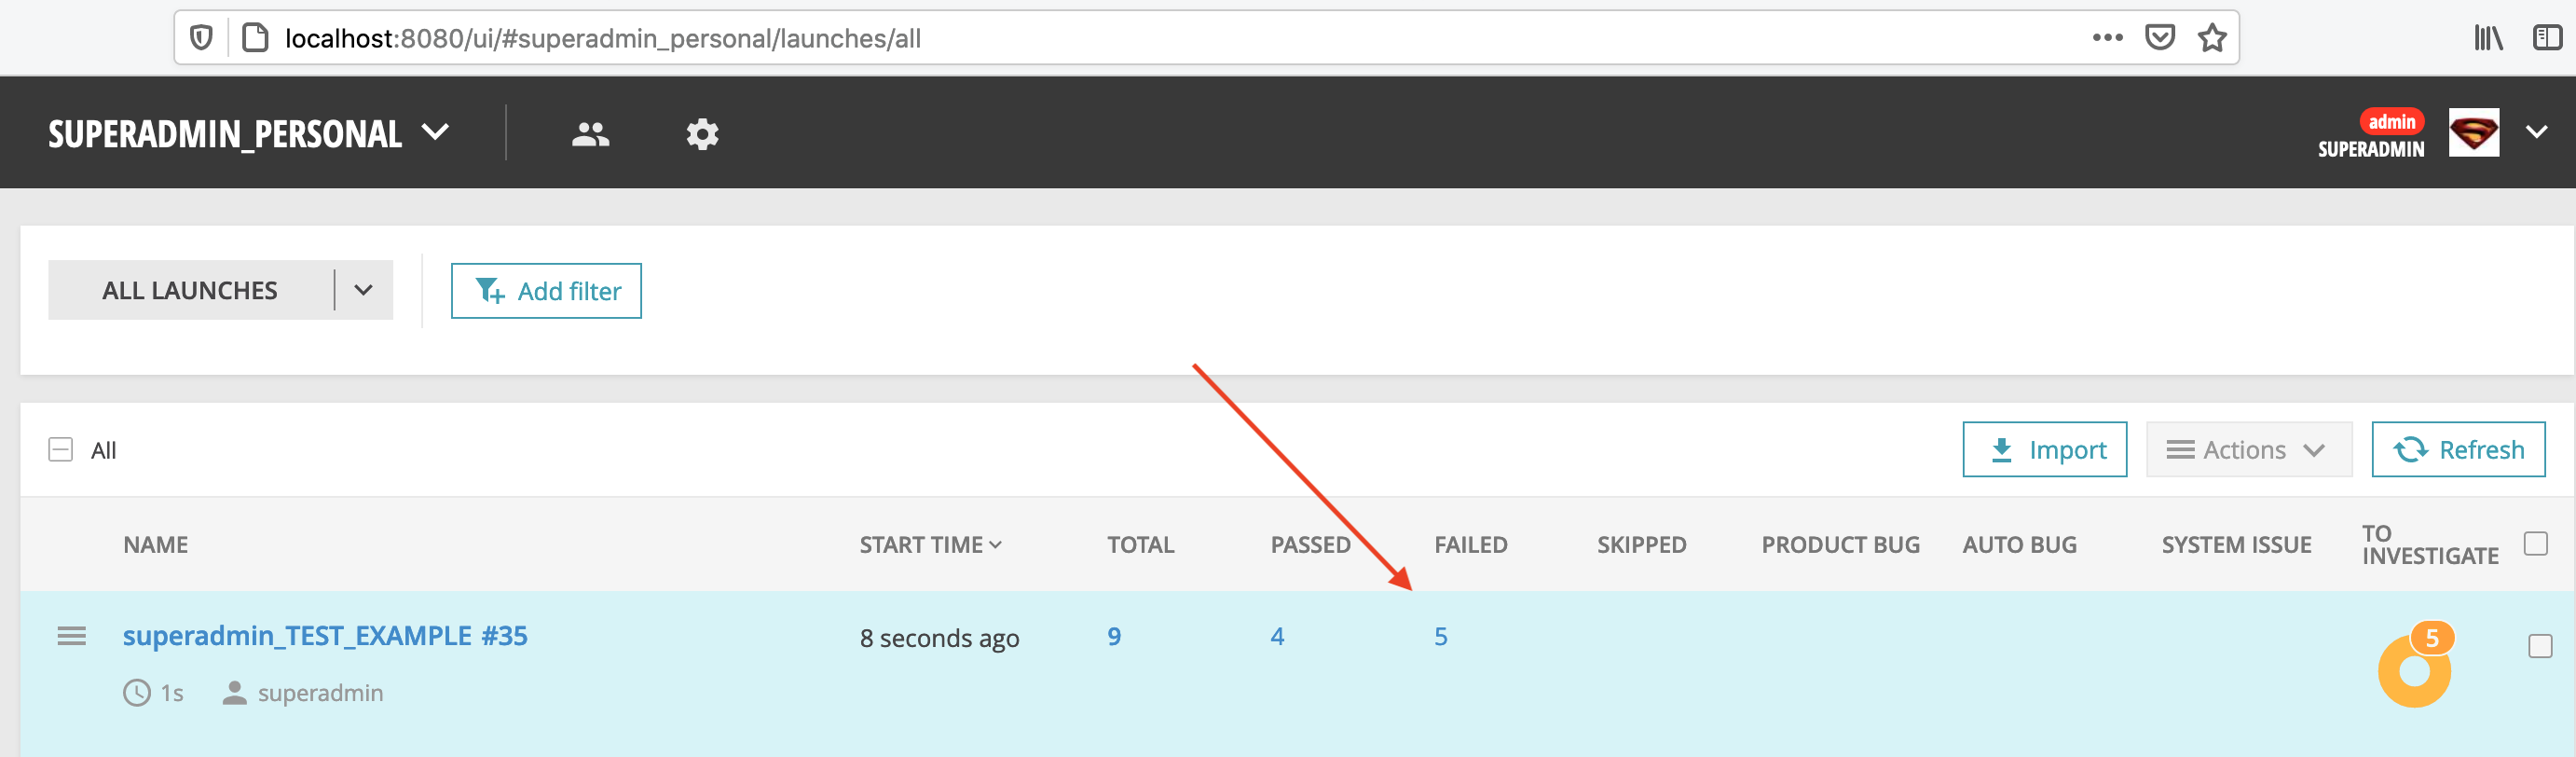 localhost:8080/ui/#superadmin_personal/launches/all
SUPERADMIN_PERSONAL
admin
SUPERADMIN
ALL LAUNCHES
Add filter
All
Import
Actions
Refresh
NAME START TIME TOTAL PASSED FAILED SKIPPED PRODUCT BUG AUTO BUG SYSTEM ISSUE TO INVESTIGATE
superadmin_TEST_EXAMPLE #35 8 seconds ago 9 4 5 5
1s superadmin